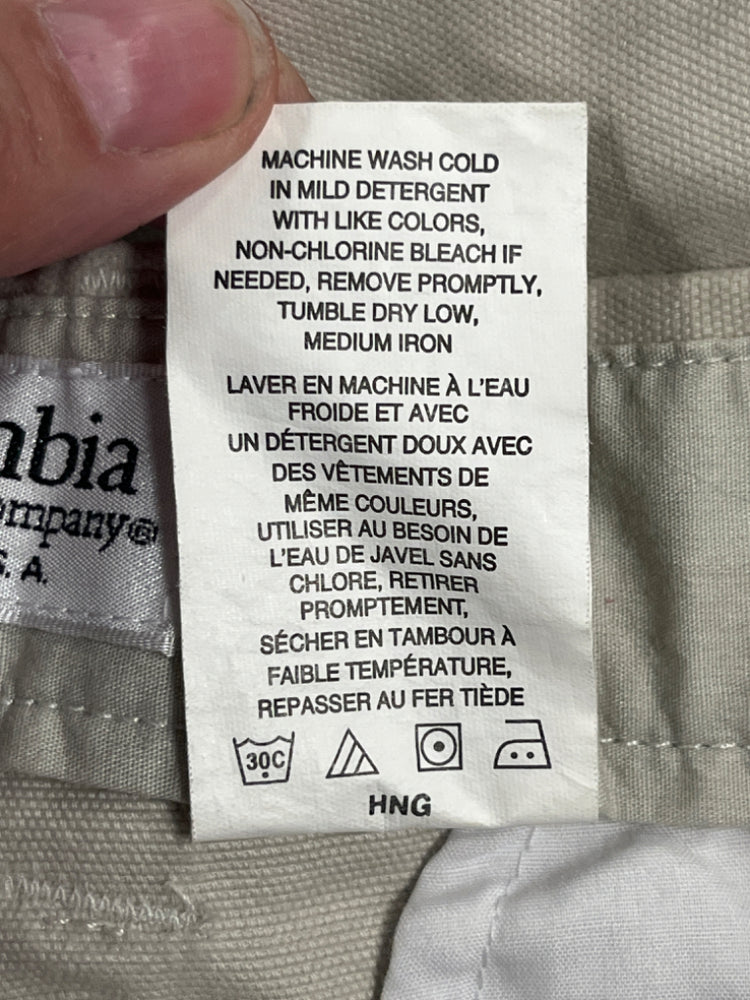 MACHINE WASH COLD
IN MILD DETERGENT
WITH LIKE COLORS,
NON-CHLORINE BLEACH IF
NEEDED, REMOVE PROMPTLY,
TUMBLE DRY LOW,
MEDIUM IRON
LAVER EN MACHINE À L'EAU
FROIDE ET AVEC
UN DÉTERGENT DOUX AVEC
DES VÊTEMENTS DE
MÊME COULEURS,
UTILISER AU BESOIN DE
L'EAU DE JAVEL SANS
CHLORE, RETIRER
PROMPTEMENT,
SÉCHER EN TAMBOUR À
FAIBLE TEMPÉRATURE,
REPASSER AU FER TIÈDE
30C
HNG
mbia
ompany®
S. A.